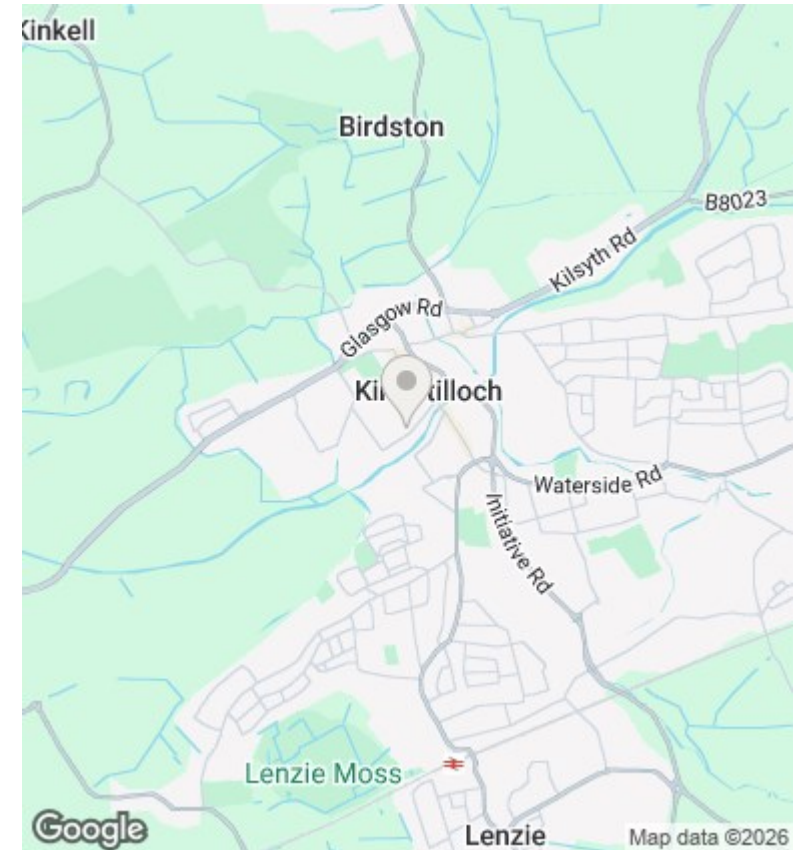 Kinkell
Birdston
B8023
Kilsyth Rd
Glasgow Rd
Waterside Rd
Initiative Rd
Lenzie Moss
Lenzie
Google
Map data ©2026